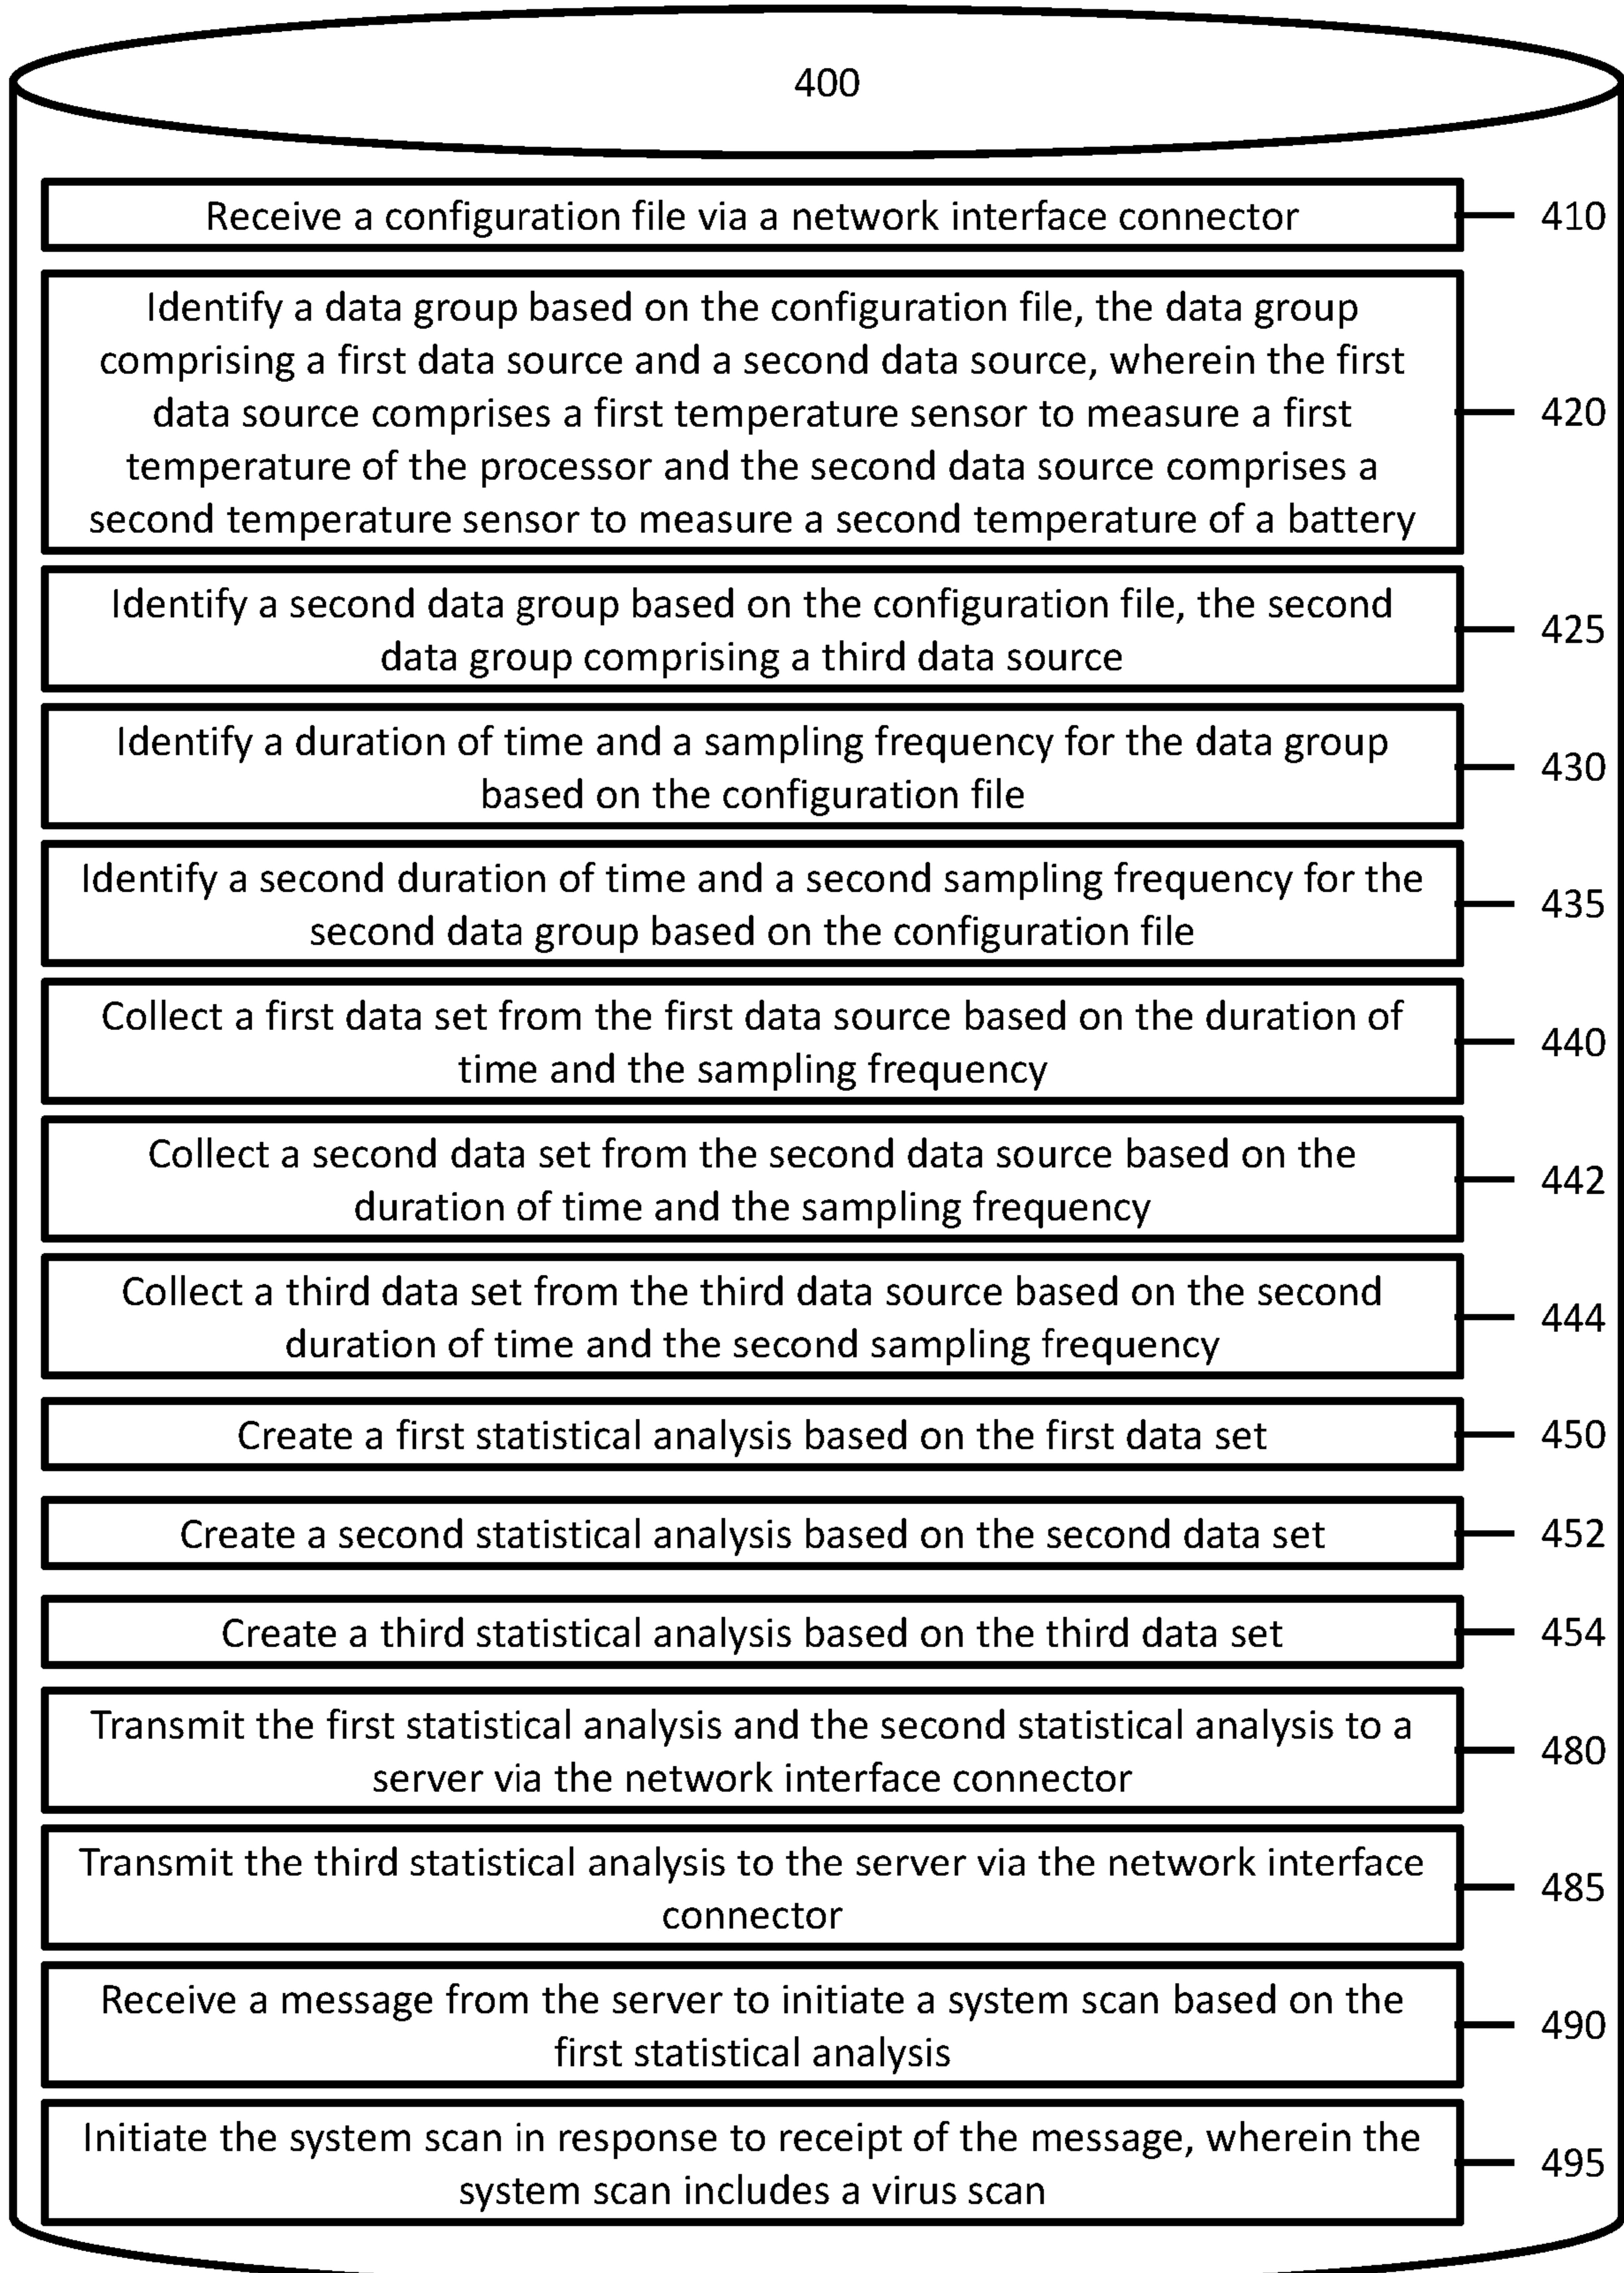 400
Receive a configuration file via a network interface connector
410
Identify a data group based on the configuration file, the data group
comprising a first data source and a second data source, wherein the first
data source comprises a first temperature sensor to measure a first
temperature of the processor and the second data source comprises a
second temperature sensor to measure a second temperature of a battery
420
Identify a second data group based on the configuration file, the second
data group comprising a third data source
425
Identify a duration of time and a sampling frequency for the data group
based on the configuration file
430
Identify a second duration of time and a second sampling frequency for the
second data group based on the configuration file
435
Collect a first data set from the first data source based on the duration of
time and the sampling frequency
440
Collect a second data set from the second data source based on the
duration of time and the sampling frequency
442
Collect a third data set from the third data source based on the second
duration of time and the second sampling frequency
444
Create a first statistical analysis based on the first data set
450
Create a second statistical analysis based on the second data set
452
Create a third statistical analysis based on the third data set
454
Transmit the first statistical analysis and the second statistical analysis to a
server via the network interface connector
480
Transmit the third statistical analysis to the server via the network interface
connector
485
Receive a message from the server to initiate a system scan based on the
first statistical analysis
490
Initiate the system scan in response to receipt of the message, wherein the
system scan includes a virus scan
495